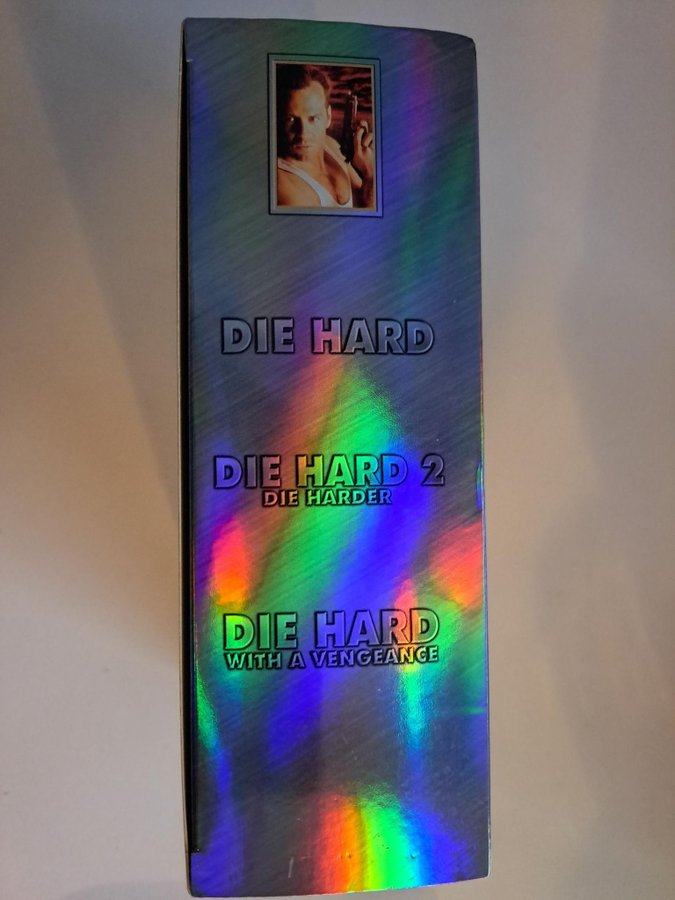 DIE HARD
DIE HARD 2
DIE HARDER
DIE HARD
WITH A VENGEANCE